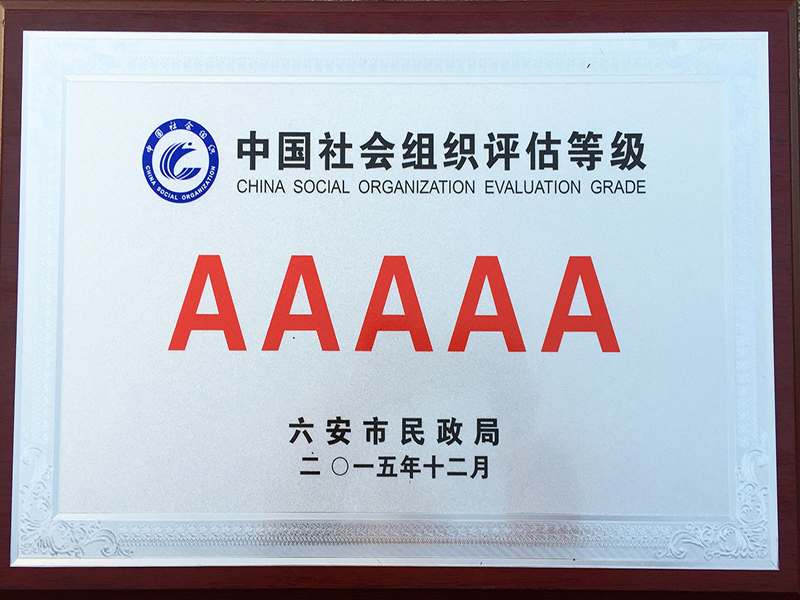 中国社会组织
CHINA SOCIAL ORGANIZATION
中国社会组织评估等级
CHINA SOCIAL ORGANIZATION EVALUATION GRADE
AAAAA
六安市民政局
二〇一五年十二月